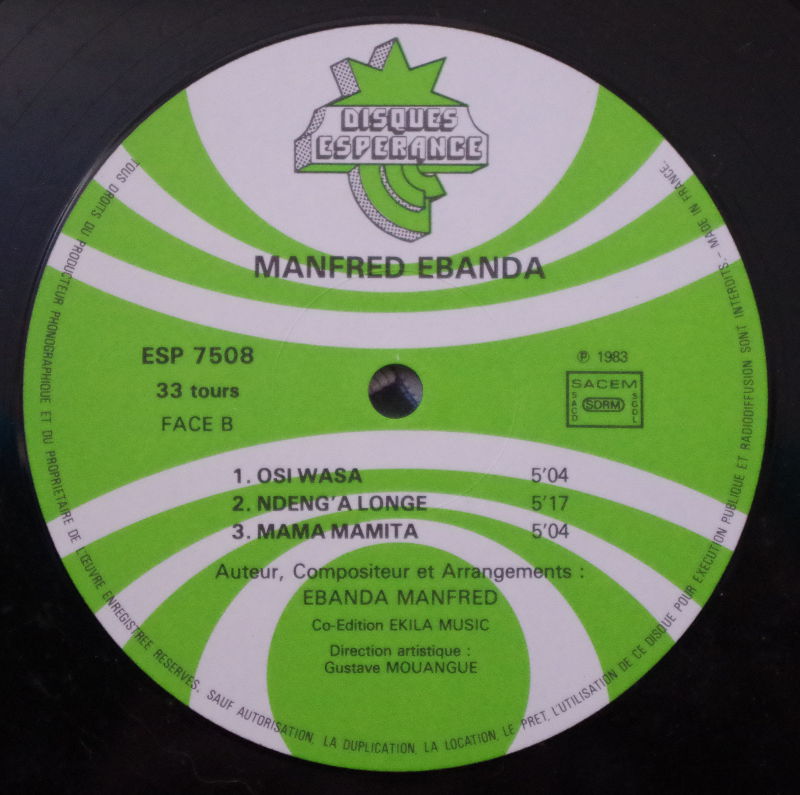 DISQUES
ESPERANCE
MANFRED EBANDA
ESP 7508
33 tours
FACE B
℗ 1983
SACEM
SACD
SDRM
SGDL
1. OSI WASA 5'04
2. NDENG'A LONGE 5'17
3. MAMA MAMITA 5'04
Auteur, Compositeur et Arrangements :
EBANDA MANFRED
Co-Edition EKILA MUSIC
Direction artistique :
Gustave MOUANGUE
TOUS DROITS DU PRODUCTEUR PHONOGRAPHIQUE ET DU PROPRIETAIRE DE L'ŒUVRE ENREGISTREE RESERVES. SAUF AUTORISATION, LA DUPLICATION, LA LOCATION, LE PRET, L'UTILISATION DE CE DISQUE POUR EXECUTION PUBLIQUE ET RADIODIFFUSION SONT INTERDITS. - MADE IN FRANCE.